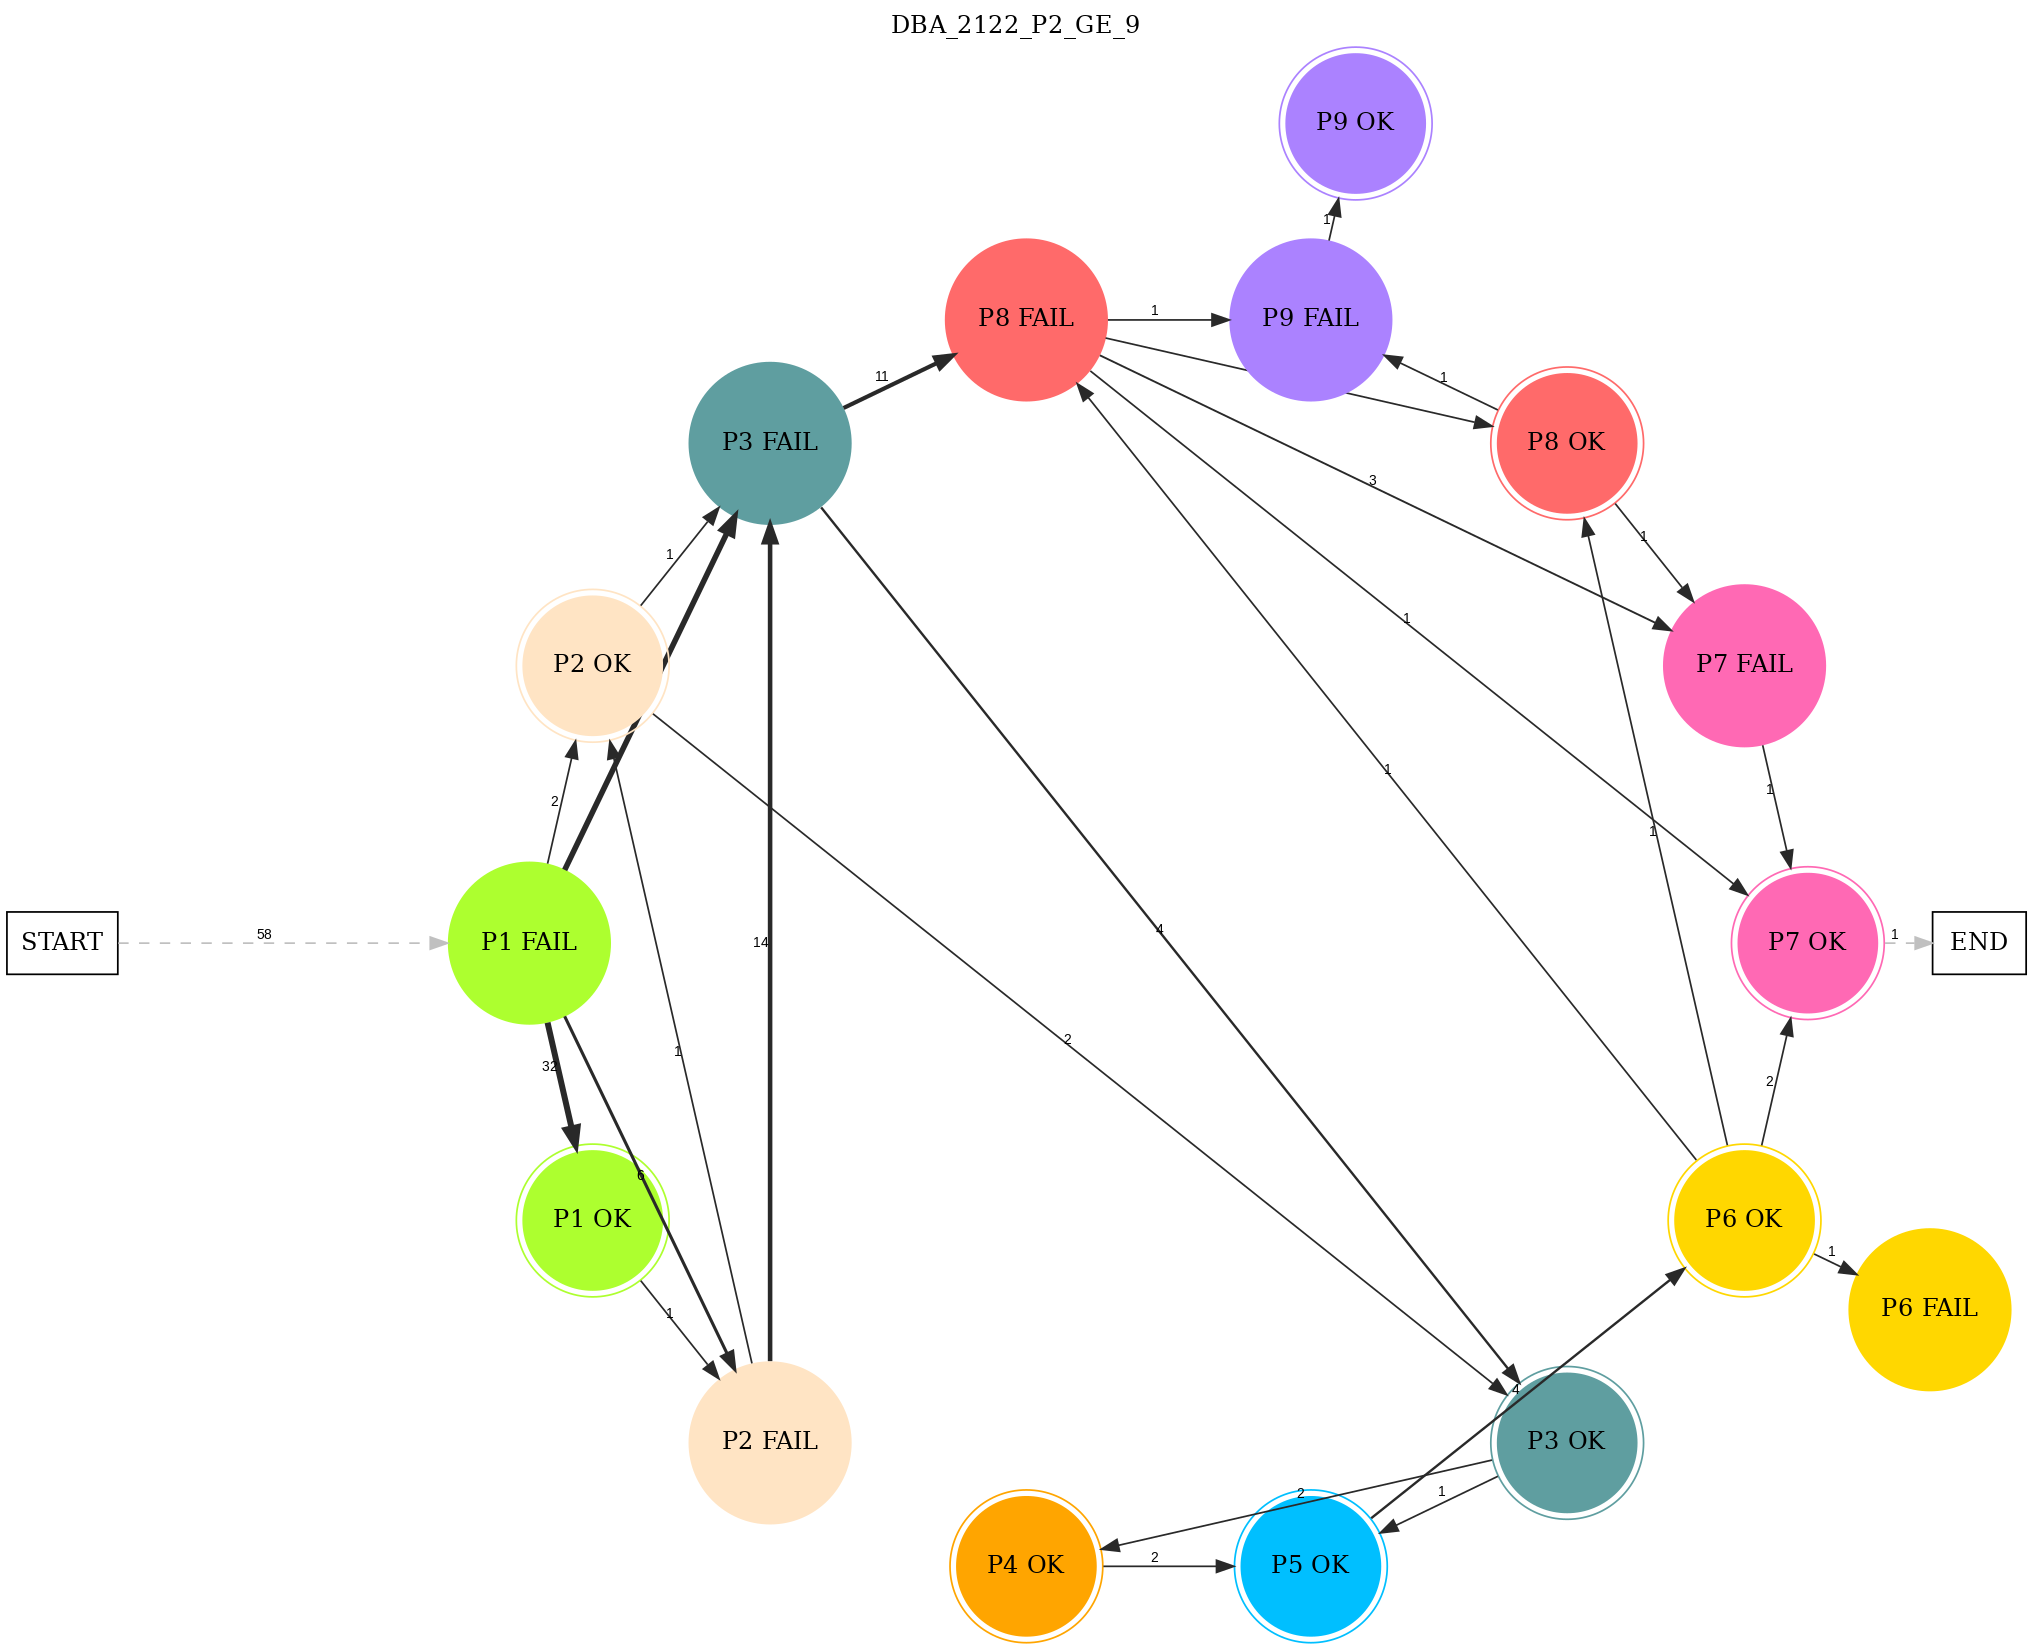 DBA_2122_P2_GE_9
P9 OK
1
P8 FAIL
1
P9 FAIL
11
1
P3 FAIL
P8 OK
3
1
1
P2 OK
1
P7 FAIL
1
2
1
1
START
58
P1 FAIL
14
4
P7 OK
1
END
32
1
2
2
6
P1 OK
P6 OK
1
1
P6 FAIL
4
P2 FAIL
P3 OK
2
1
P4 OK
2
P5 OK